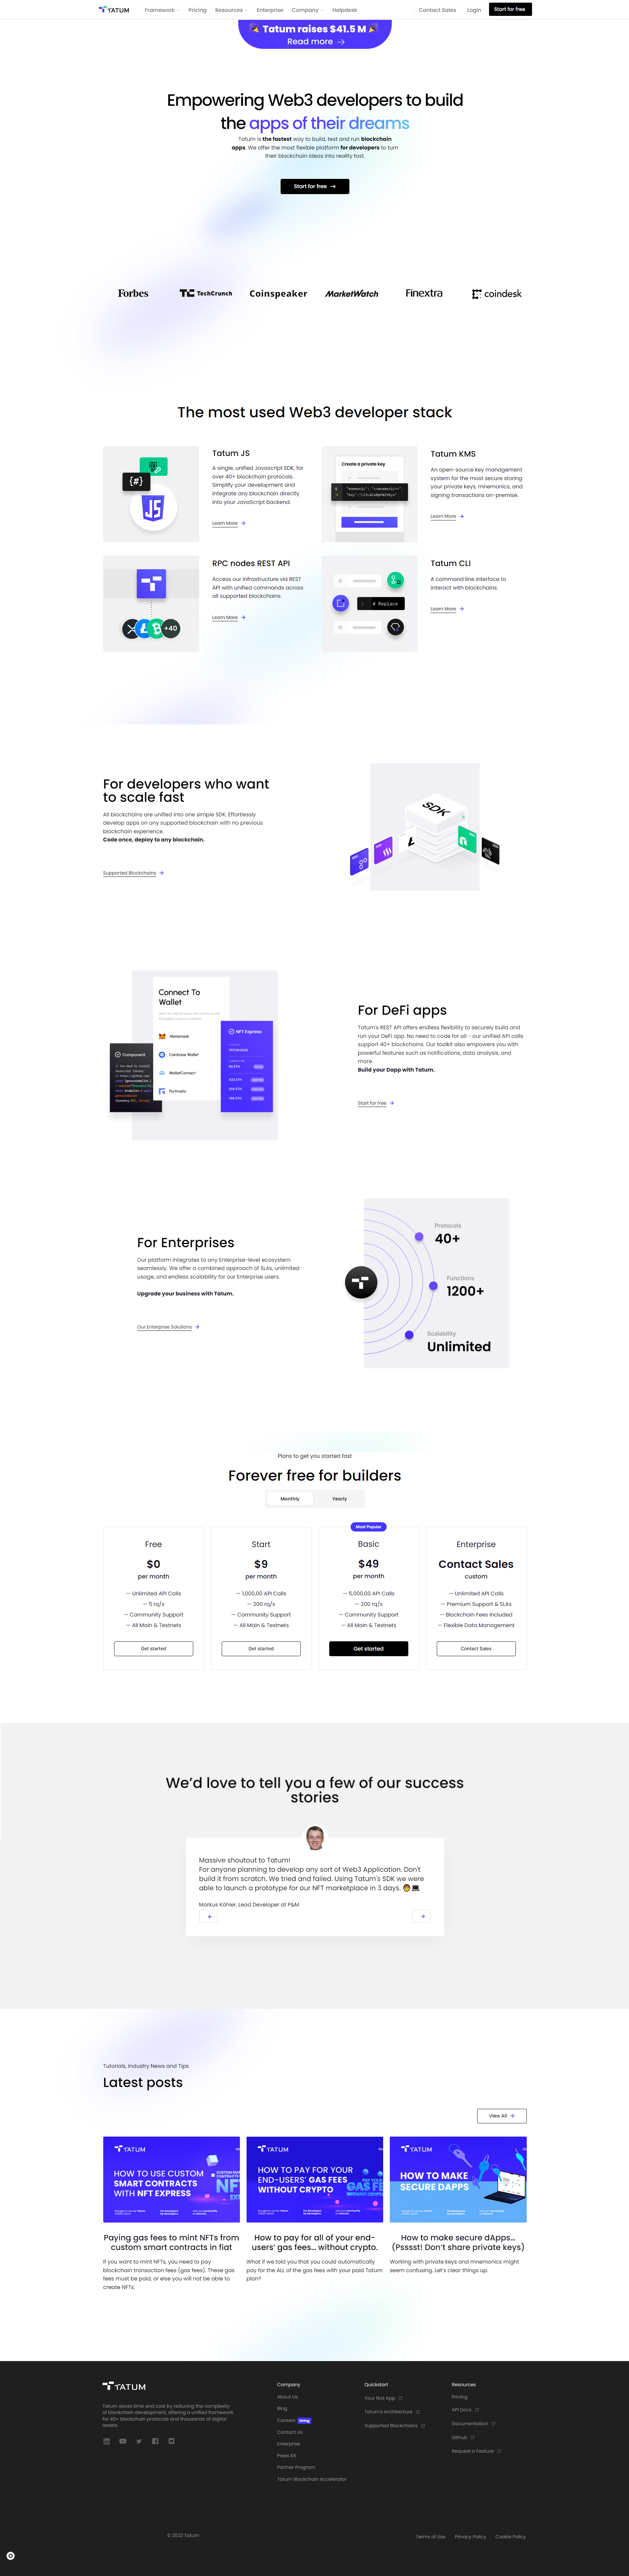 TATUM
Framework
Pricing
Resources
Enterprise
Company
Helpdesk
Contact Sales
Login
Start for free
🎉 Tatum raises $41.5 M 🎉
Read more →
Empowering Web3 developers to build
the apps of their dreams
Tatum is the fastest way to build, test and run blockchain
apps. We offer the most flexible platform for developers to turn
their blockchain ideas into reality fast.
Start for free →
Forbes
TechCrunch
Coinspeaker
MarketWatch
Finextra
coindesk
The most used Web3 developer stack
{#}
JS
Tatum JS
A single, unified Javascript SDK, for
over 40+ blockchain protocols.
Simplify your development and
integrate any blockchain directly
into your JavaScript backend.
Learn More →
Create a private key
Tatum KMS
An open-source key management
system for the most secure storing
your private keys, mnemonics, and
signing transactions on-premise.
Learn More →
+40
RPC nodes REST API
Access our infrastructure via REST
API with unified commands across
all supported blockchains.
Learn More →
# Replace
Tatum CLI
A command line interface to
interact with blockchains.
Learn More →
For developers who want
to scale fast
All blockchains are unified into one simple SDK. Effortlessly
develop apps on any supported blockchain with no previous
blockchain experience.
Code once, deploy to any blockchain.
Supported Blockchains →
SDK
Connect To
Wallet
Metamask
Coinbase Wallet
WalletConnect
Fortmatic
Component
NFT Express
For DeFi apps
Tatum's REST API offers endless flexibility to securely build and
run your DeFi app. No need to code for all - our unified API calls
support 40+ blockchains. Our toolkit also empowers you with
powerful features such as notifications, data analysis, and
more.
Build your Dapp with Tatum.
Start for free →
For Enterprises
Our platform integrates to any Enterprise-level ecosystem
seamlessly. We offer a combined approach of SLAs, unlimited
usage, and endless scalability for our Enterprise users.
Upgrade your business with Tatum.
Our Enterprise Solutions →
Protocols
40+
Functions
1200+
Scalability
Unlimited
Plans to get you started fast
Forever free for builders
Monthly
Yearly
Free
$0
per month
— Unlimited API Calls
— 5 rq/s
— Community Support
— All Main & Testnets
Get started
Start
$9
per month
— 1,000,00 API Calls
— 200 rq/s
— Community Support
— All Main & Testnets
Get started
Most Popular
Basic
$49
per month
— 5,000,00 API Calls
— 200 rq/s
— Community Support
— All Main & Testnets
Get started
Enterprise
Contact Sales
custom
— Unlimited API Calls
— Premium Support & SLAs
— Blockchain Fees Included
— Flexible Data Management
Contact Sales
We'd love to tell you a few of our success
stories
Massive shoutout to Tatum!
For anyone planning to develop any sort of Web3 Application. Don't
build it from scratch. We tried and failed. Using Tatum's SDK we were
able to launch a prototype for our NFT marketplace in 3 days. 👨‍💻
Markus Köhler, Lead Developer at P&M
←
→
Tutorials, Industry News and Tips
Latest posts
View All →
TATUM
HOW TO USE CUSTOM
SMART CONTRACTS
WITH NFT EXPRESS
Paying gas fees to mint NFTs from
custom smart contracts in fiat
If you want to mint NFTs, you need to pay
blockchain transaction fees (gas fees). These gas
fees must be paid, or else you will not be able to
create NFTs.
TATUM
HOW TO PAY FOR YOUR
END-USERS' GAS FEES
WITHOUT CRYPTO
How to pay for all of your end-
users' gas fees... without crypto.
What if we told you that you could automatically
pay for the ALL of the gas fees with your paid Tatum
plan?
TATUM
HOW TO MAKE
SECURE DAPPS
How to make secure dApps...
(Psssst! Don't share private keys)
Working with private keys and mnemonics might
seem confusing. Let's clear things up.
TATUM
Tatum saves time and cost by reducing the complexity
of blockchain development, offering a unified framework
for 40+ blockchain protocols and thousands of digital
assets.
Company
About Us
Blog
Careers hiring
Contact Us
Enterprise
Press Kit
Partner Program
Tatum Blockchain Accelerator
Quickstart
Your first App
Tatum's Architecture
Supported Blockchains
Resources
Pricing
API Docs
Documentation
Github
Request a Feature
© 2022 Tatum
Terms of Use
Privacy Policy
Cookie Policy